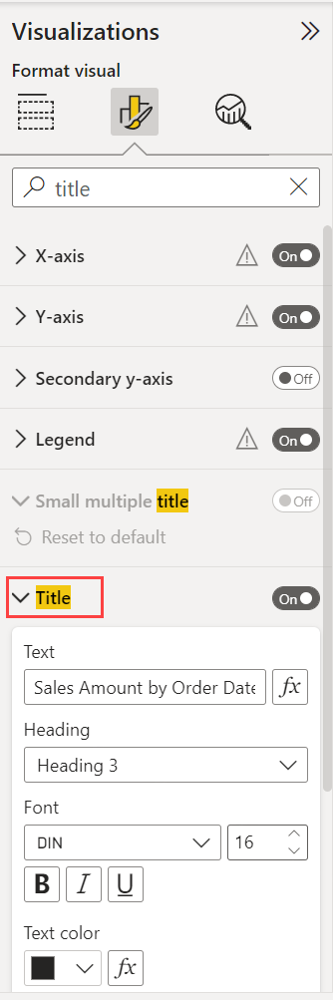 Visualizations
Format visual
title
X-axis On
Y-axis On
Secondary y-axis Off
Legend On
Small multiple title Off
Reset to default
Title On
Text
Sales Amount by Order Date fx
Heading
Heading 3
Font
DIN 16
B I U
Text color
fx